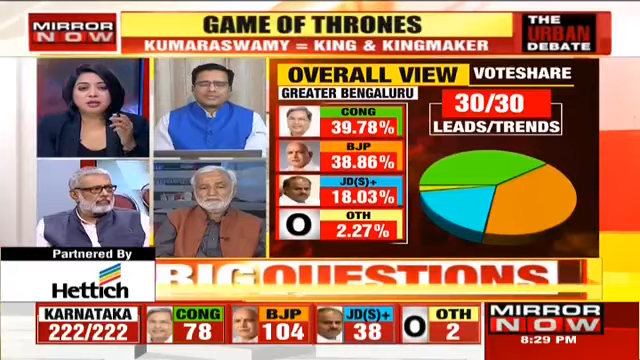 MIRROR
NOW
GAME OF THRONES
KUMARASWAMY = KING & KINGMAKER
THE
URBAN
DEBATE
OVERALL VIEW VOTESHARE
GREATER BENGALURU
30/30
LEADS/TRENDS
CONG
39.78%
BJP
38.86%
JD(S)+
18.03%
O
OTH
2.27%
Partnered By
Hettich
BIG QUESTIONS
KARNATAKA
222/222
CONG
78
BJP
104
JD(S)+
38
O
OTH
2
MIRROR
NOW
8:29 PM